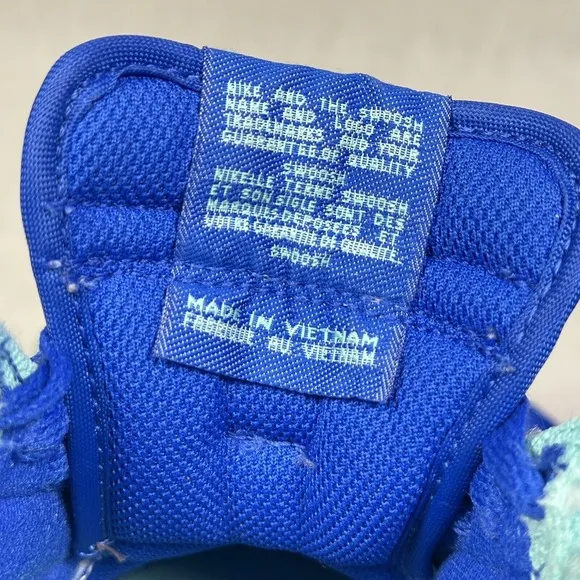 NIKE AND THE SWOOSH
NAME AND LOGO ARE
TRADEMARKS AND YOUR
GUARANTEE OF QUALITY
SWOOSH
NIKE LE TERME SWOOSH
ET SON SIGLE SONT DES
MARQUES DEPOSEES ET
VOTRE GARANTIE DE QUALITE.
SWOOSH
MADE IN VIETNAM
FABRIQUE AU VIETNAM